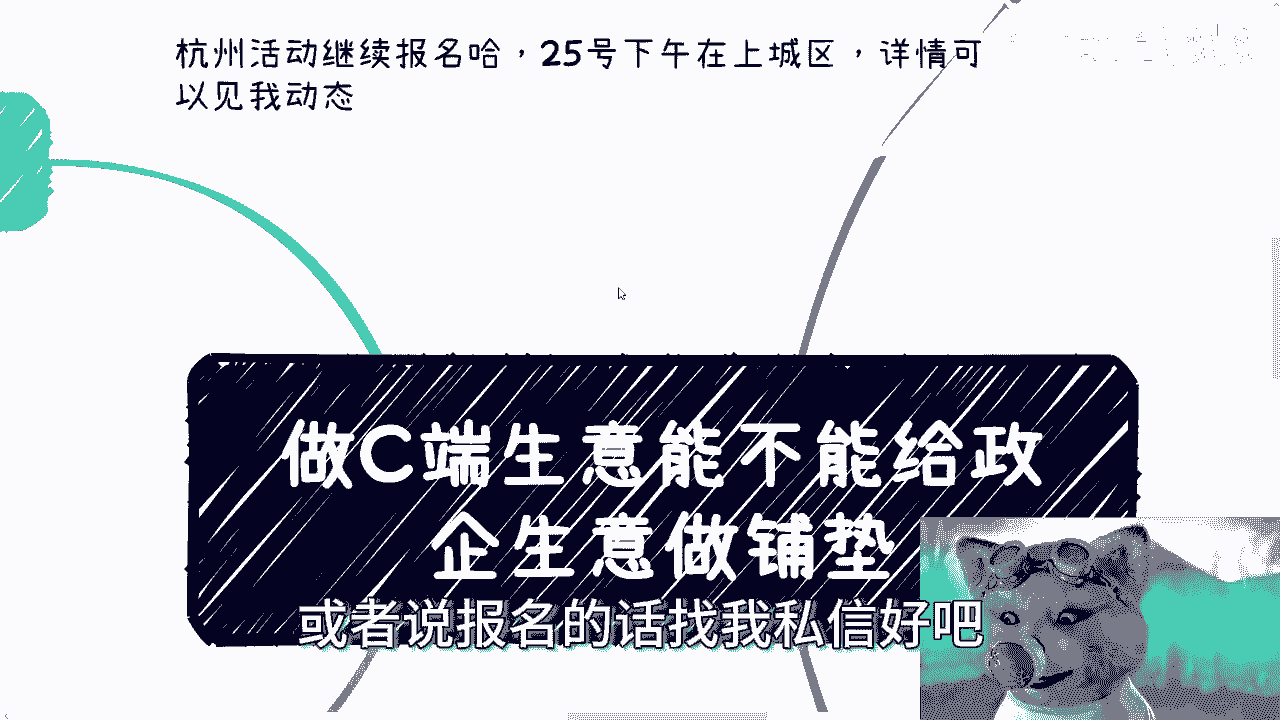 杭州活动继续报名哈，25号下午在上城区，详情可
以见我动态
做C端生意能不能给政
企生意做铺垫
或者说报名的话找我私信好吧